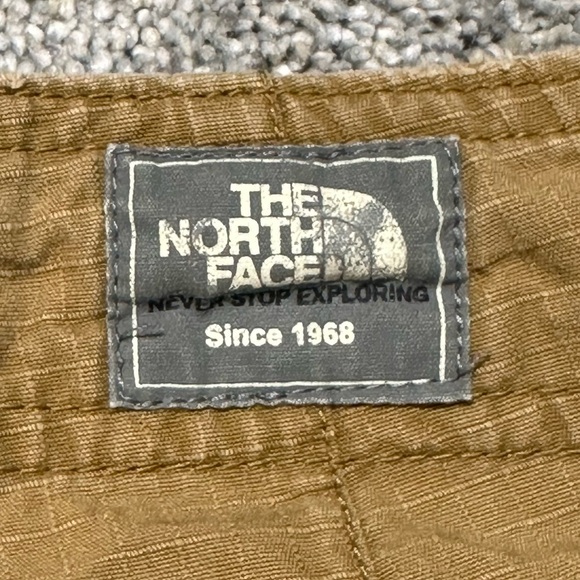 THE
NORTH
FACE
NEVER STOP EXPLORING
Since 1968